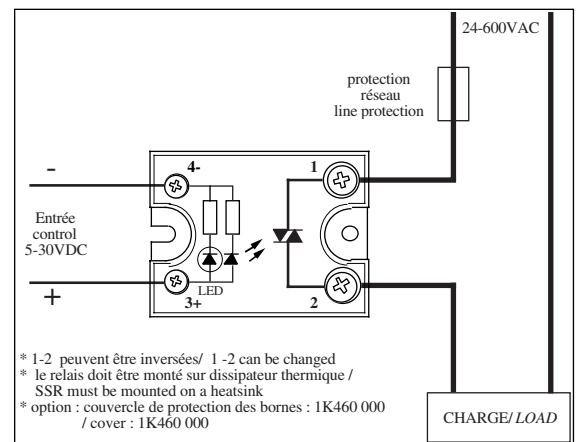 24-600VAC
protection
réseau
line protection
-
4-
1
Entrée
control
5-30VDC
+
LED
3+
2
* 1-2 peuvent être inversées/ 1 -2 can be changed
* le relais doit être monté sur dissipateur thermique /
SSR must be mounted on a heatsink
* option : couvercle de protection des bornes : 1K460 000
/ cover : 1K460 000
CHARGE/ LOAD